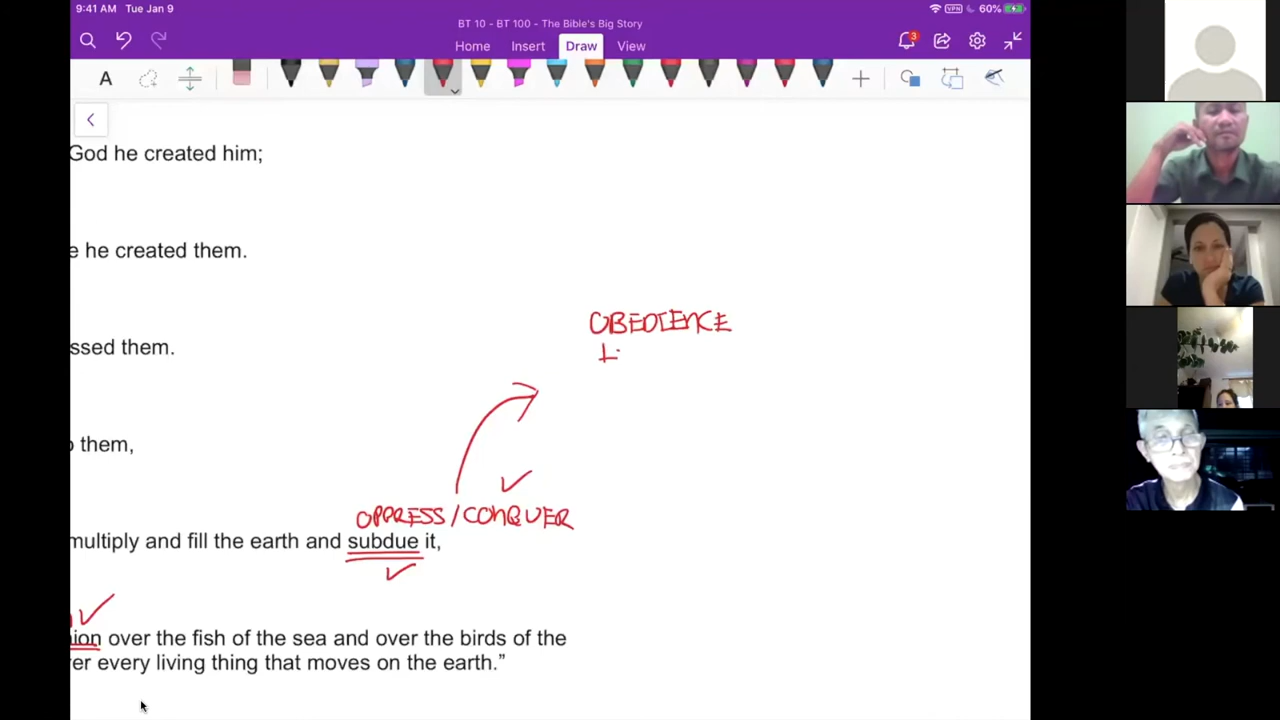 9:41 AM Tue Jan 9
VPN 60%
BT 10 - BT 100 - The Bible's Big Story
Home Insert Draw View
3
A
God he created him;
e he created them.
OBEDIENCE
ssed them.
them,
OPPRESS/CONQUER
multiply and fill the earth and subdue it,
ion over the fish of the sea and over the birds of the
er every living thing that moves on the earth.”